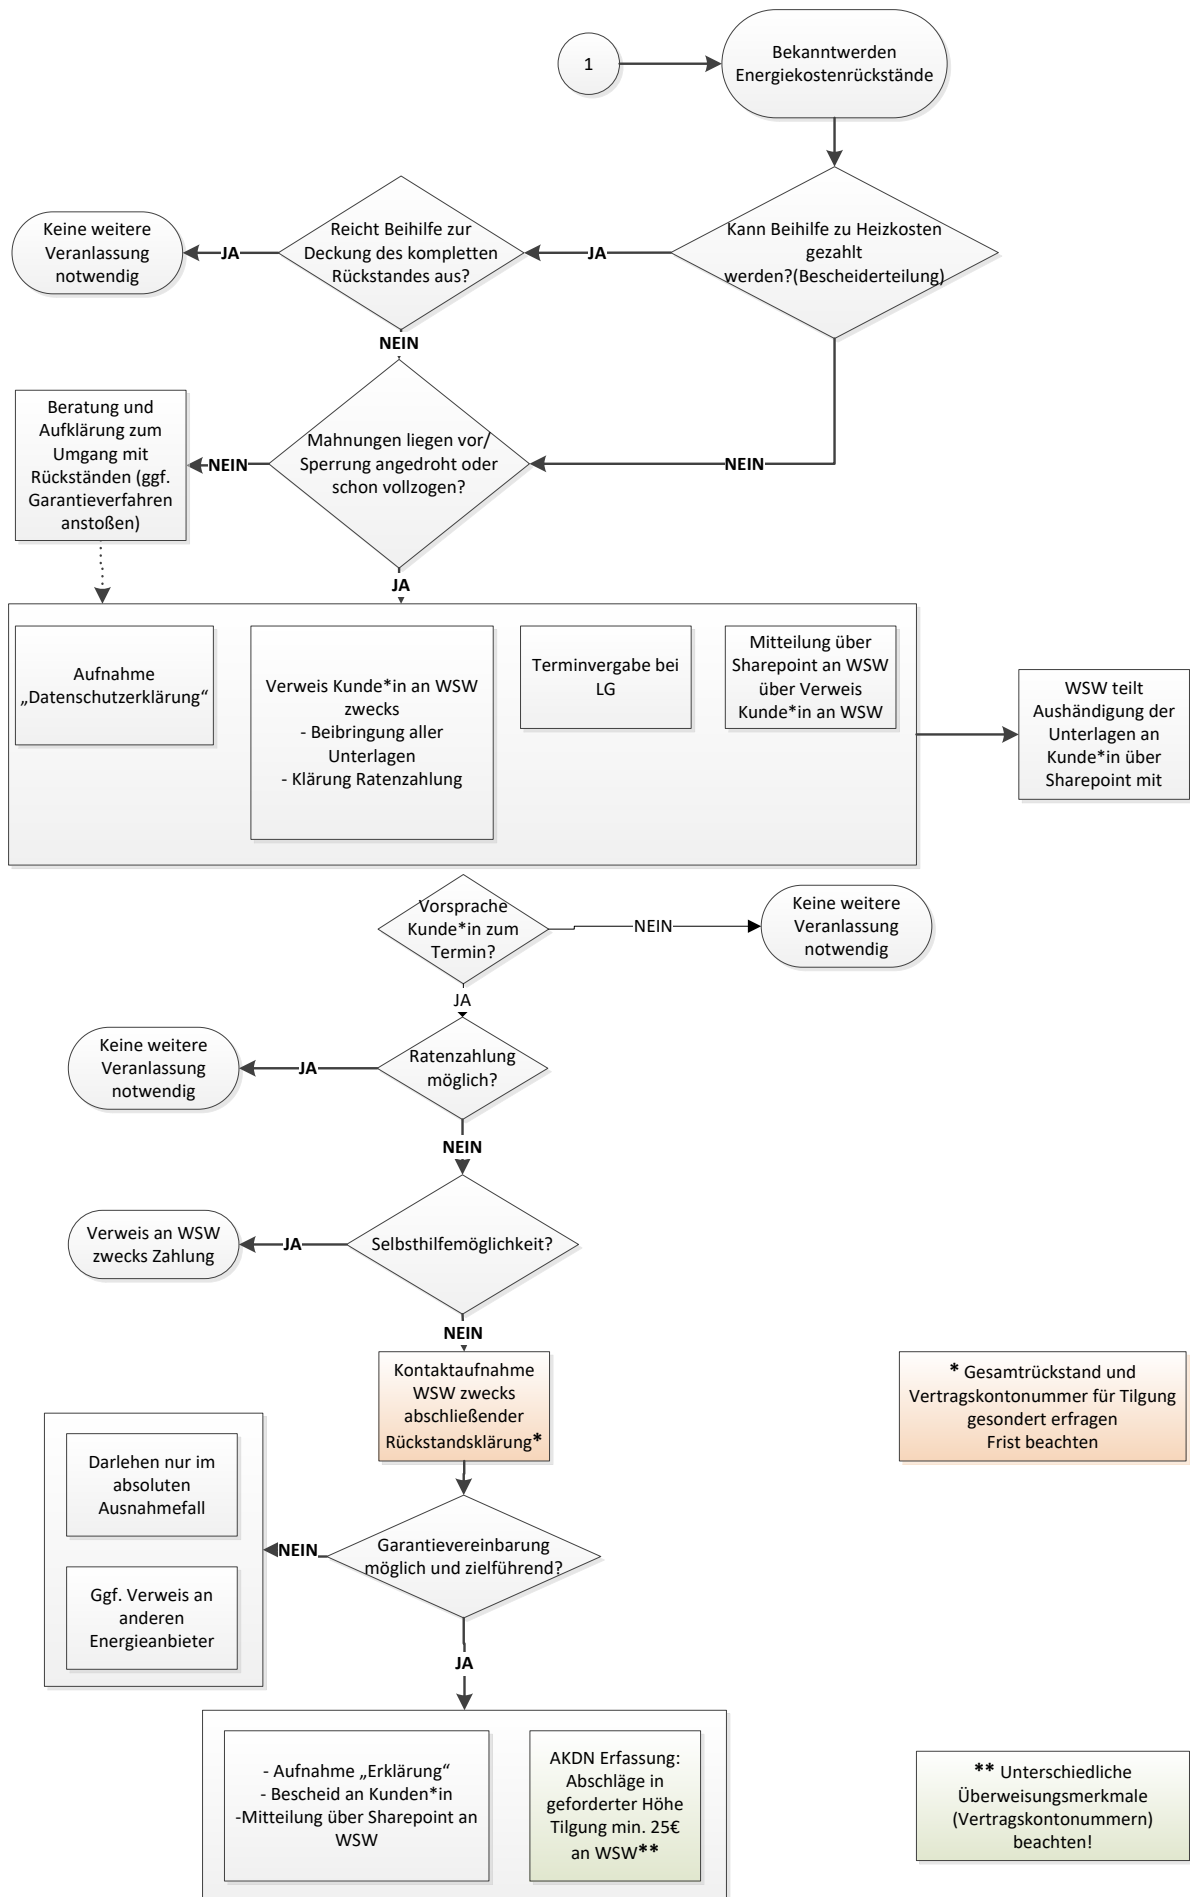 1
Bekanntwerden
Energiekostenrückstände
Kann Beihilfe zu Heizkosten
gezahlt
werden?(Bescheiderteilung)
JA
Reicht Beihilfe zur
Deckung des kompletten
Rückstandes aus?
JA
Keine weitere
Veranlassung
notwendig
NEIN
NEIN
Mahnungen liegen vor/
Sperrung angedroht oder
schon vollzogen?
NEIN
Beratung und
Aufklärung zum
Umgang mit
Rückständen (ggf.
Garantieverfahren
anstoßen)
JA
Aufnahme
„Datenschutzerklärung“
Verweis Kunde*in an WSW
zwecks
- Beibringung aller
Unterlagen
- Klärung Ratenzahlung
Terminvergabe bei
LG
Mitteilung über
Sharepoint an WSW
über Verweis
Kunde*in an WSW
WSW teilt
Aushändigung der
Unterlagen an
Kunde*in über
Sharepoint mit
Vorsprache
Kunde*in zum
Termin?
NEIN
Keine weitere
Veranlassung
notwendig
JA
Ratenzahlung
möglich?
JA
Keine weitere
Veranlassung
notwendig
NEIN
Selbsthilfemöglichkeit?
JA
Verweis an WSW
zwecks Zahlung
NEIN
Kontaktaufnahme
WSW zwecks
abschließender
Rückstandsklärung*
* Gesamtrückstand und
Vertragskontonummer für Tilgung
gesondert erfragen
Frist beachten
Garantievereinbarung
möglich und zielführend?
NEIN
Darlehen nur im
absoluten
Ausnahmefall
Ggf. Verweis an
anderen
Energieanbieter
JA
- Aufnahme „Erklärung“
- Bescheid an Kunden*in
-Mitteilung über Sharepoint an
WSW
AKDN Erfassung:
Abschläge in
geforderter Höhe
Tilgung min. 25€
an WSW**
** Unterschiedliche
Überweisungsmerkmale
(Vertragskontonummern)
beachten!